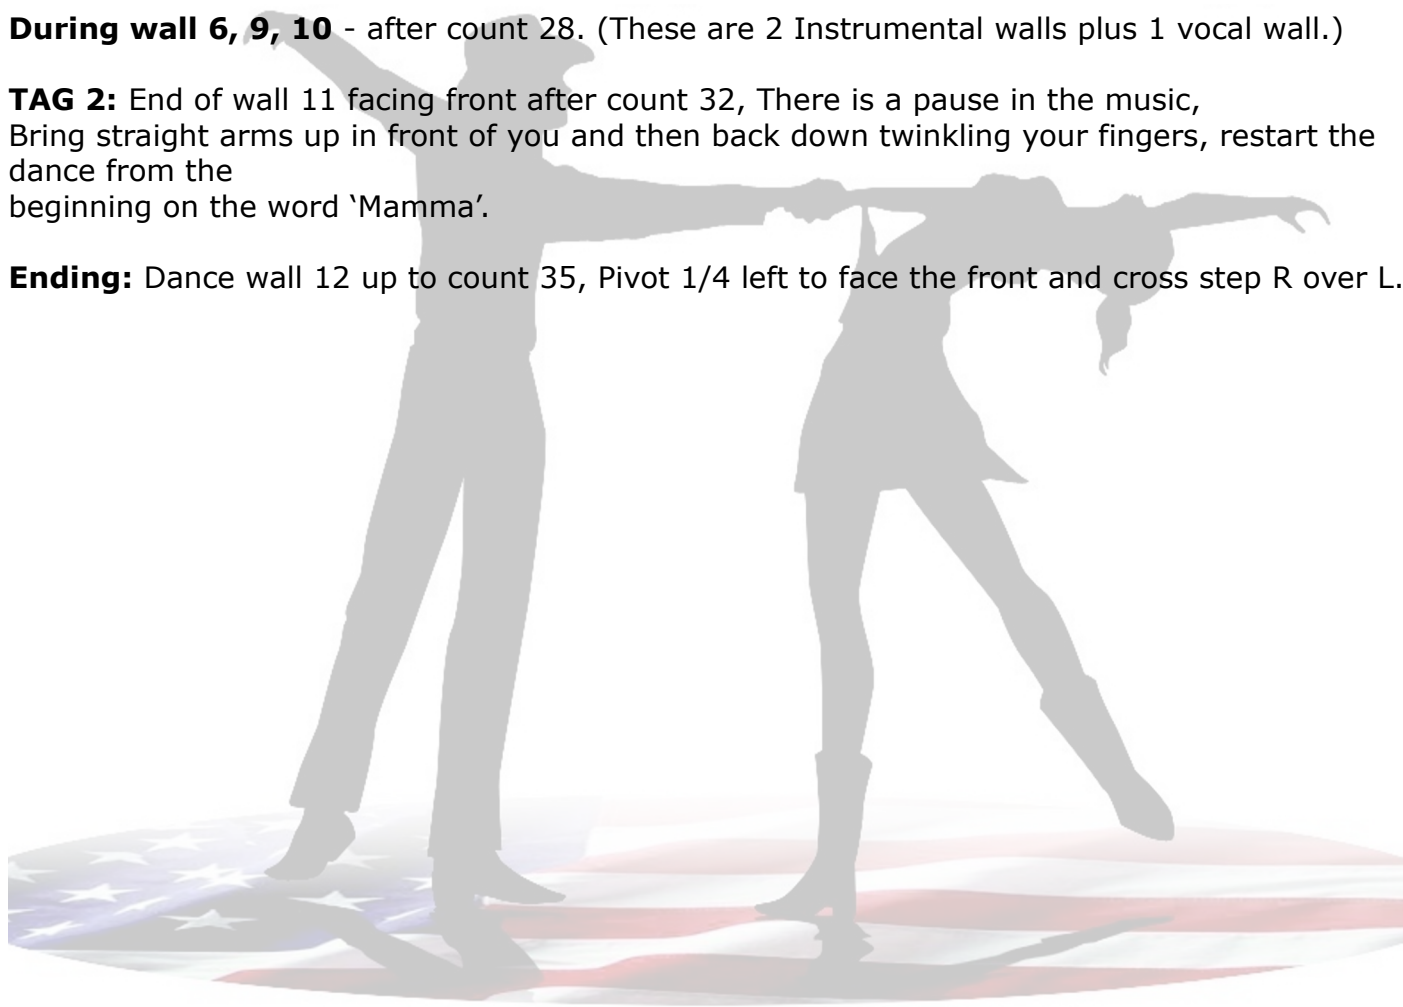 During wall 6, 9, 10 - after count 28. (These are 2 Instrumental walls plus 1 vocal wall.)
TAG 2: End of wall 11 facing front after count 32, There is a pause in the music,
Bring straight arms up in front of you and then back down twinkling your fingers, restart the
dance from the
beginning on the word ‘Mamma’.
Ending: Dance wall 12 up to count 35, Pivot 1/4 left to face the front and cross step R over L.